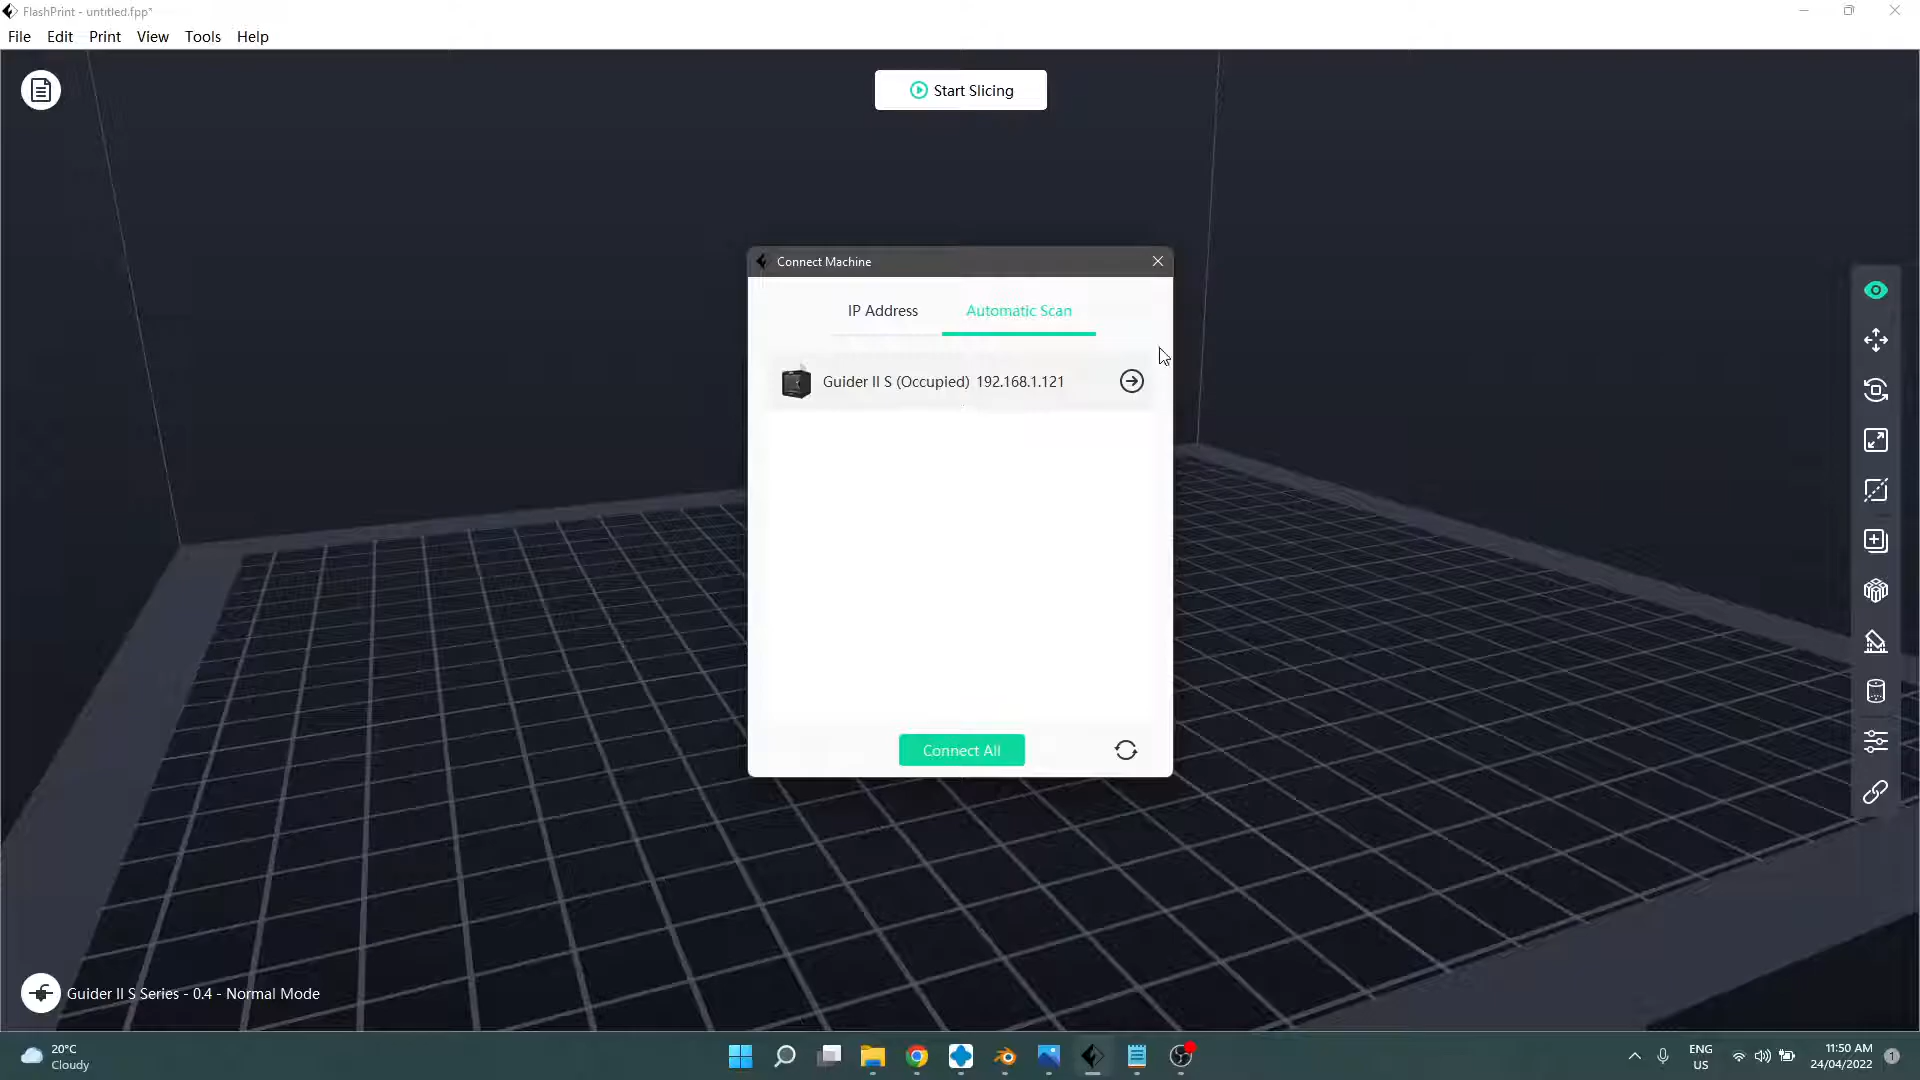 FlashPrint - untitled.fpp*
File Edit Print View Tools Help
Start Slicing
Connect Machine
IP Address Automatic Scan
Guider II S (Occupied) 192.168.1.121
Connect All
Guider II S Series - 0.4 - Normal Mode
20°C
Cloudy
ENG
US
11:50 AM
24/04/2022
1